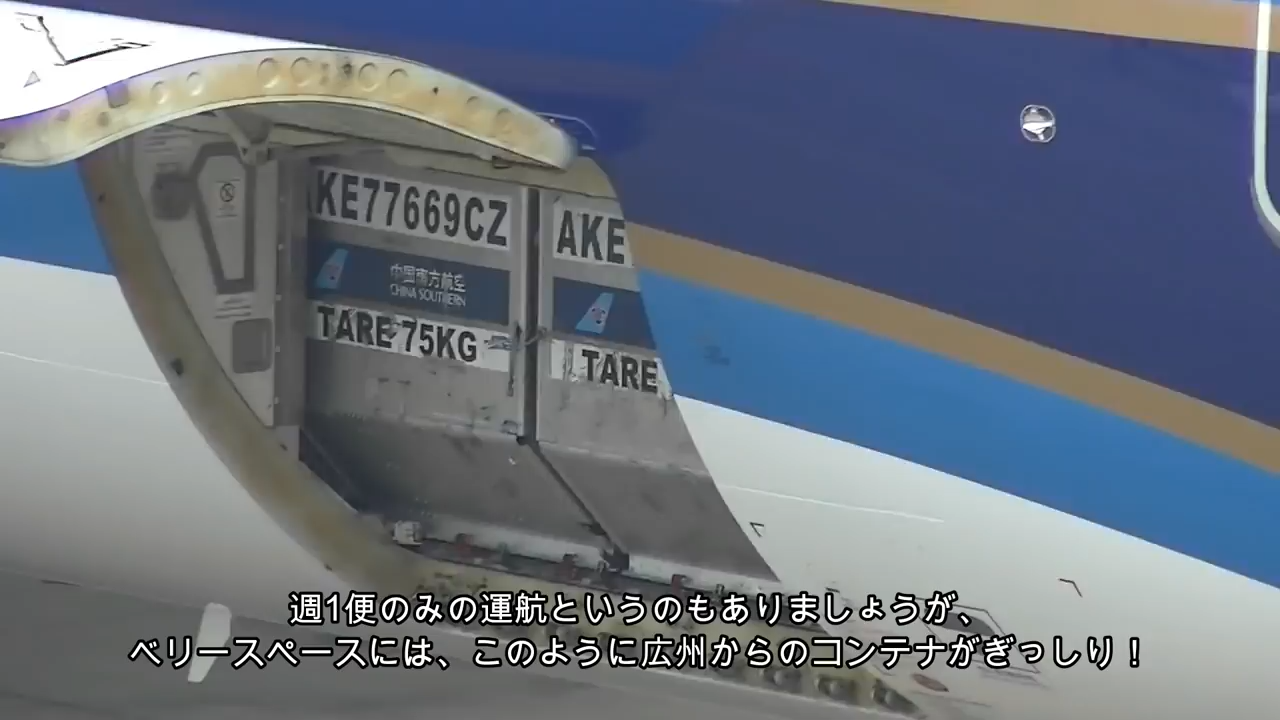 AKE77669CZ
AKE
中国南方航空
CHINA SOUTHERN
TARE 75KG
TARE
週1便のみの運航というのもありましょうが、
ベリースペースには、このように広州からのコンテナがぎっしり！